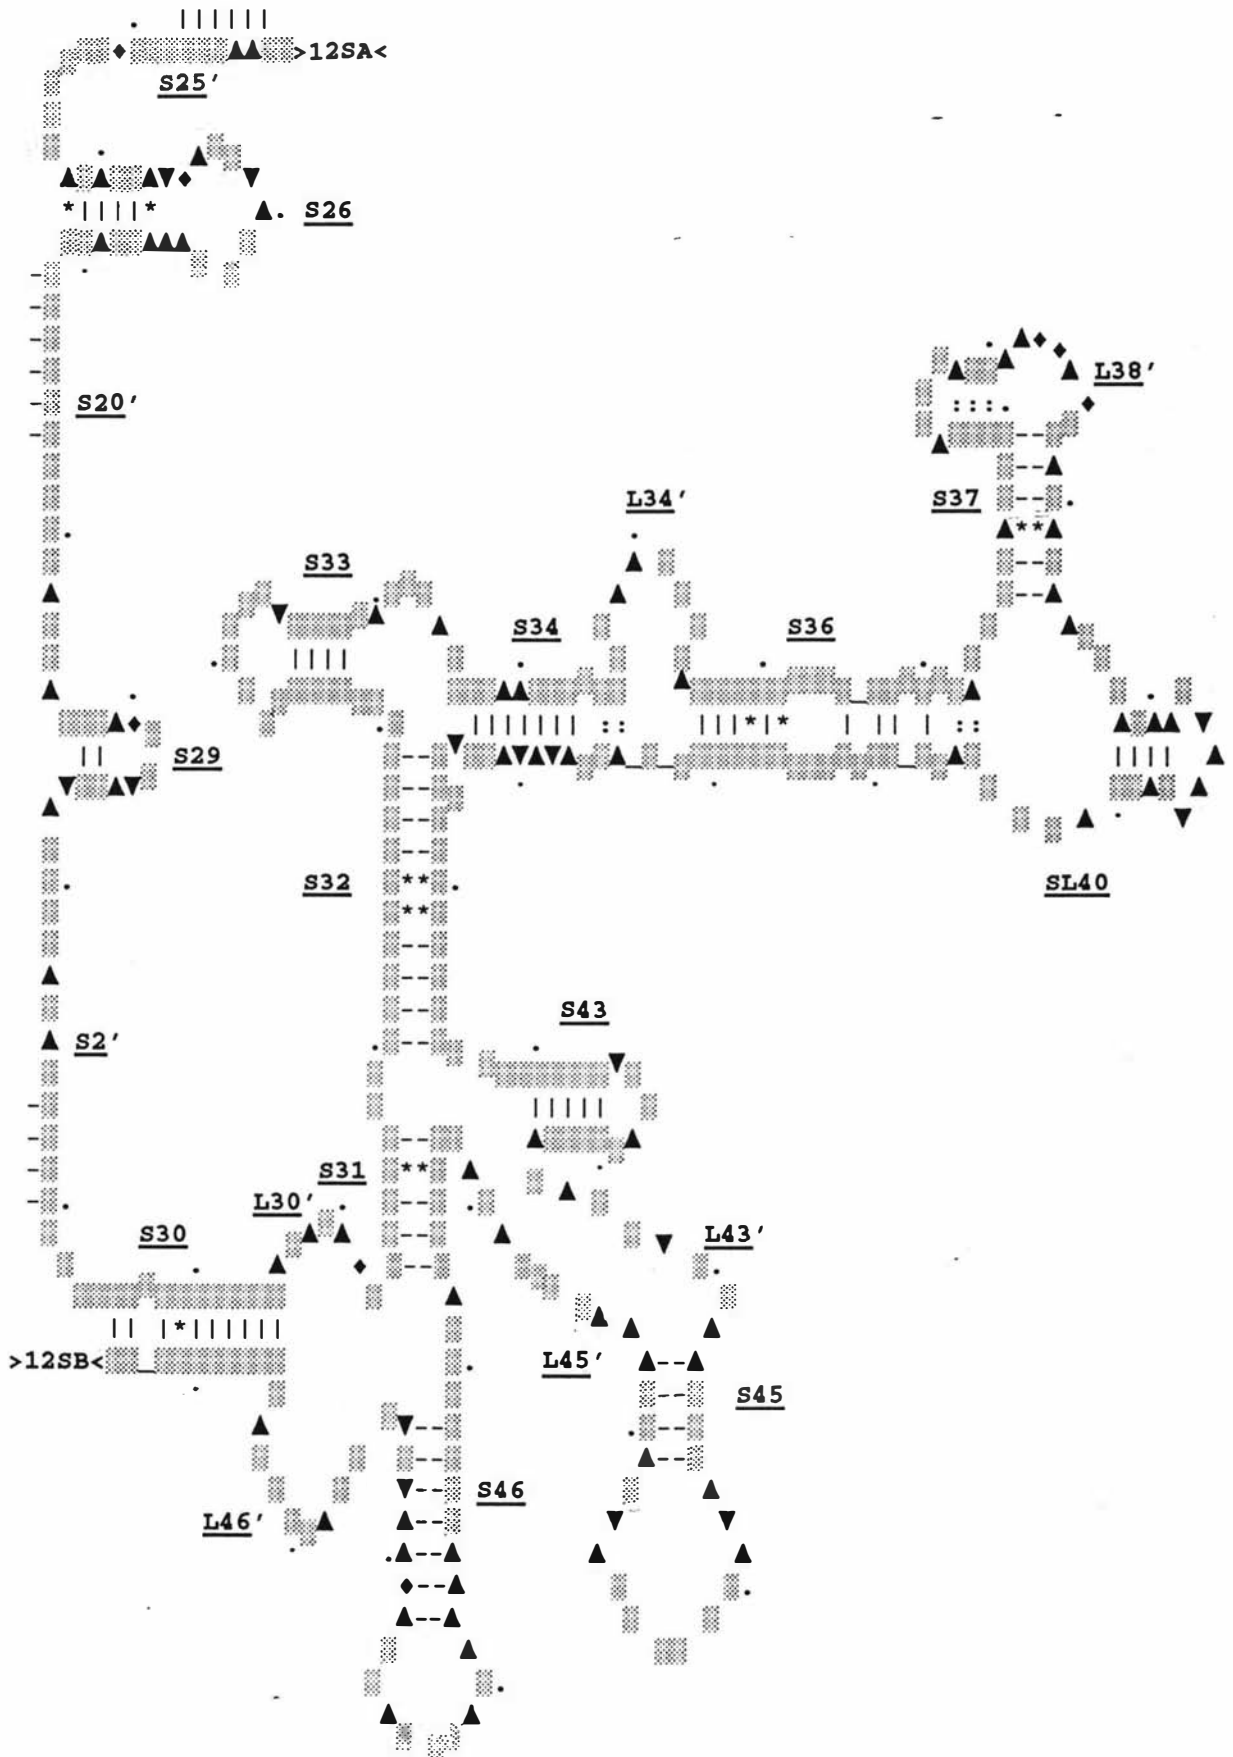 >12SA<
S25′
S26
S20′
L38′
S37
L34′
S33
S34
S36
S29
S32
SL40
S43
S2′
S31
L30′
S30
L43′
>12SB<
L45′
S45
S46
L46′